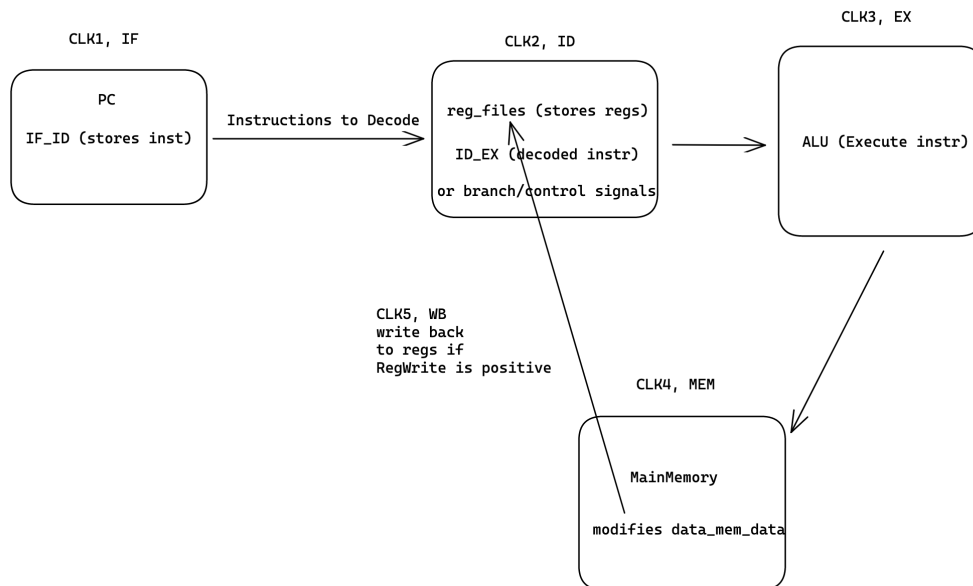 CLK1, IF
PC
IF_ID (stores inst)
Instructions to Decode
CLK2, ID
reg_files (stores regs)
ID_EX (decoded instr)
or branch/control signals
CLK3, EX
ALU (Execute instr)
CLK5, WB
write back
to regs if
RegWrite is positive
CLK4, MEM
MainMemory
modifies data_mem_data